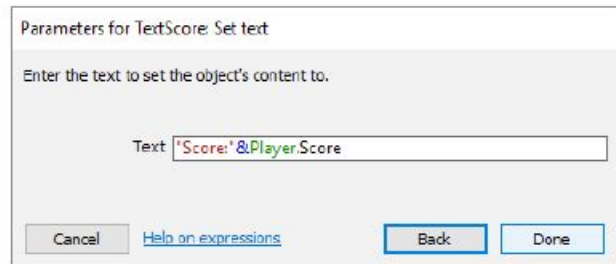 Parameters for TextScore: Set text
Enter the text to set the object's content to.
Text "Score:"&Player.Score
Cancel Help on expressions Back Done